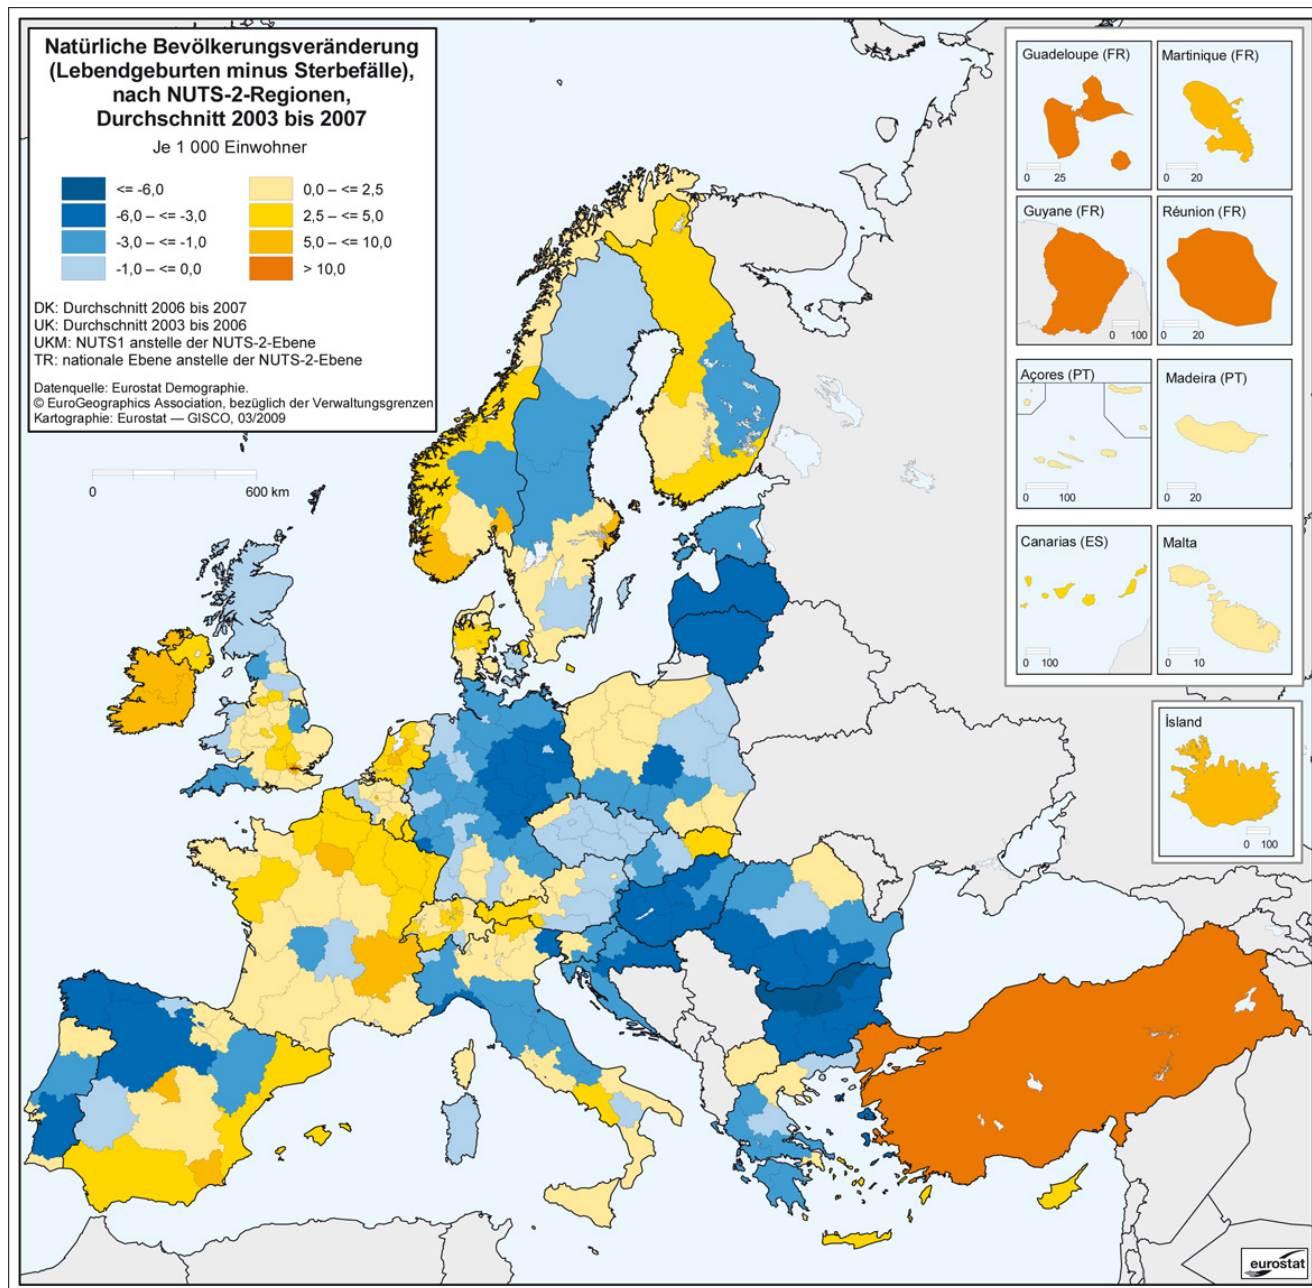 Natürliche Bevölkerungsveränderung
(Lebendgeburten minus Sterbefälle),
nach NUTS-2-Regionen,
Durchschnitt 2003 bis 2007
Je 1 000 Einwohner
<= -6,0
-6,0 – <= -3,0
-3,0 – <= -1,0
-1,0 – <= 0,0
0,0 – <= 2,5
2,5 – <= 5,0
5,0 – <= 10,0
> 10,0
DK: Durchschnitt 2006 bis 2007
UK: Durchschnitt 2003 bis 2006
UKM: NUTS1 anstelle der NUTS-2-Ebene
TR: nationale Ebene anstelle der NUTS-2-Ebene
Datenquelle: Eurostat Demographie.
© EuroGeographics Association, bezüglich der Verwaltungsgrenzen
Kartographie: Eurostat — GISCO, 03/2009
0 600 km
Guadeloupe (FR)
0 25
Martinique (FR)
0 20
Guyane (FR)
0 100
Réunion (FR)
0 20
Açores (PT)
0 100
Madeira (PT)
0 20
Canarias (ES)
0 100
Malta
0 10
Ísland
0 100
eurostat